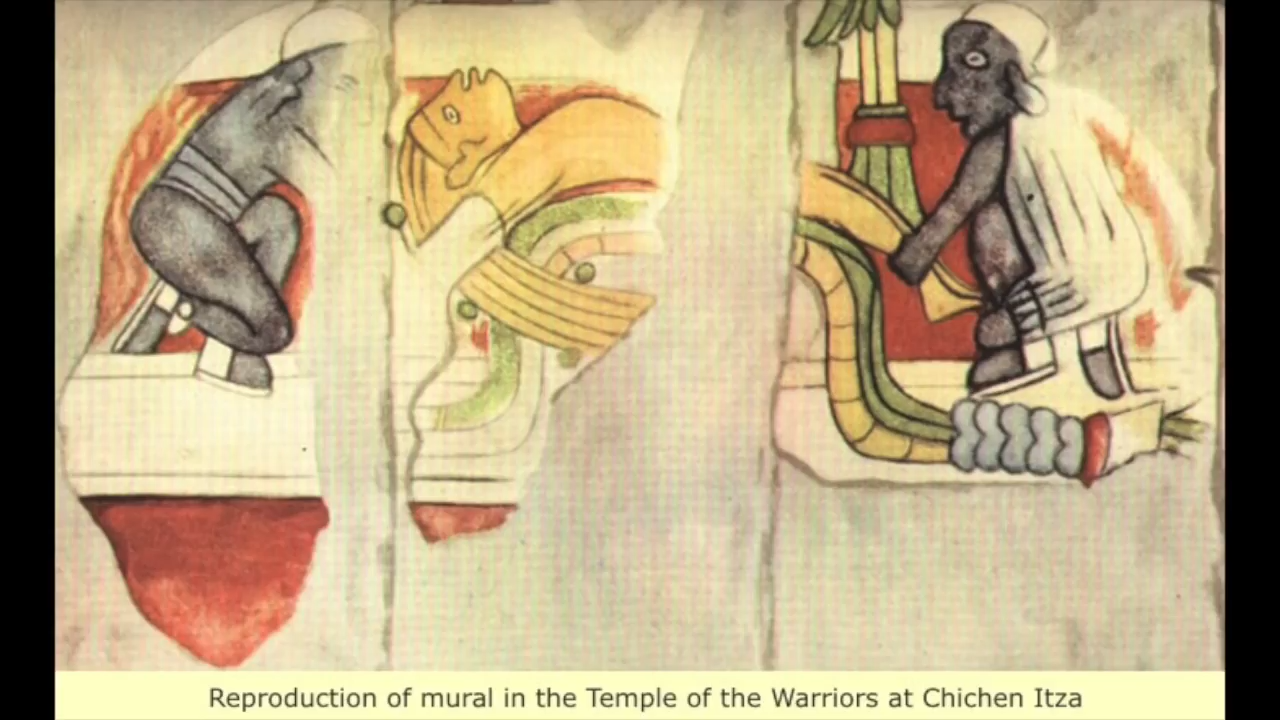 Reproduction of mural in the Temple of the Warriors at Chichen Itza